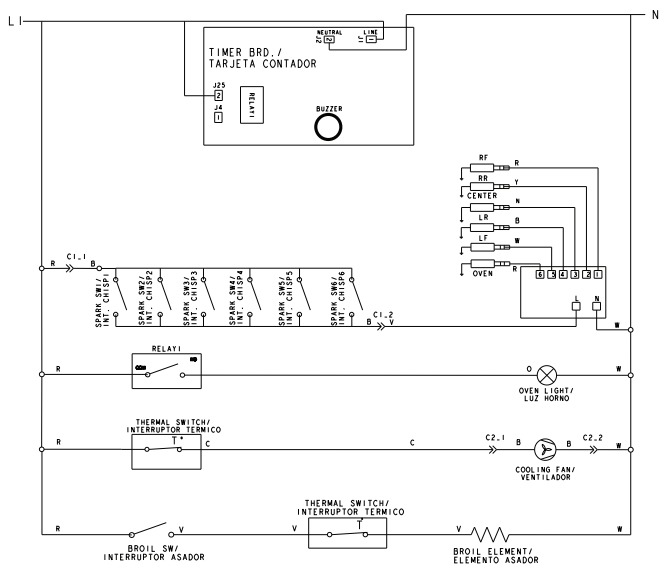 L1
N
NEUTRAL
LINE
J2
2
J1
1
TIMER BRD./
TARJETA CONTADOR
J25
2
J4
1
RELAY1
BUZZER
RF
R
RR
Y
CENTER
N
LR
B
LF
W
OVEN
R
6 5 4 3 2 1
L N
W
R
C1_1
B
SPARK SW1/
INT. CHISP1
SPARK SW2/
INT. CHISP2
SPARK SW3/
INT. CHISP3
SPARK SW4/
INT. CHISP4
SPARK SW5/
INT. CHISP5
SPARK SW6/
INT. CHISP6
C1_2
B V
RELAY1
R
COM
NO
O
W
OVEN LIGHT/
LUZ HORNO
THERMAL SWITCH/
INTERRUPTOR TERMICO
R
T°
C
C
C2_1
B
B
C2_2
W
COOLING FAN/
VENTILADOR
THERMAL SWITCH/
INTERRUPTOR TERMICO
R
V
V
T
V
W
BROIL SW/
INTERRUPTOR ASADOR
BROIL ELEMENT/
ELEMENTO ASADOR